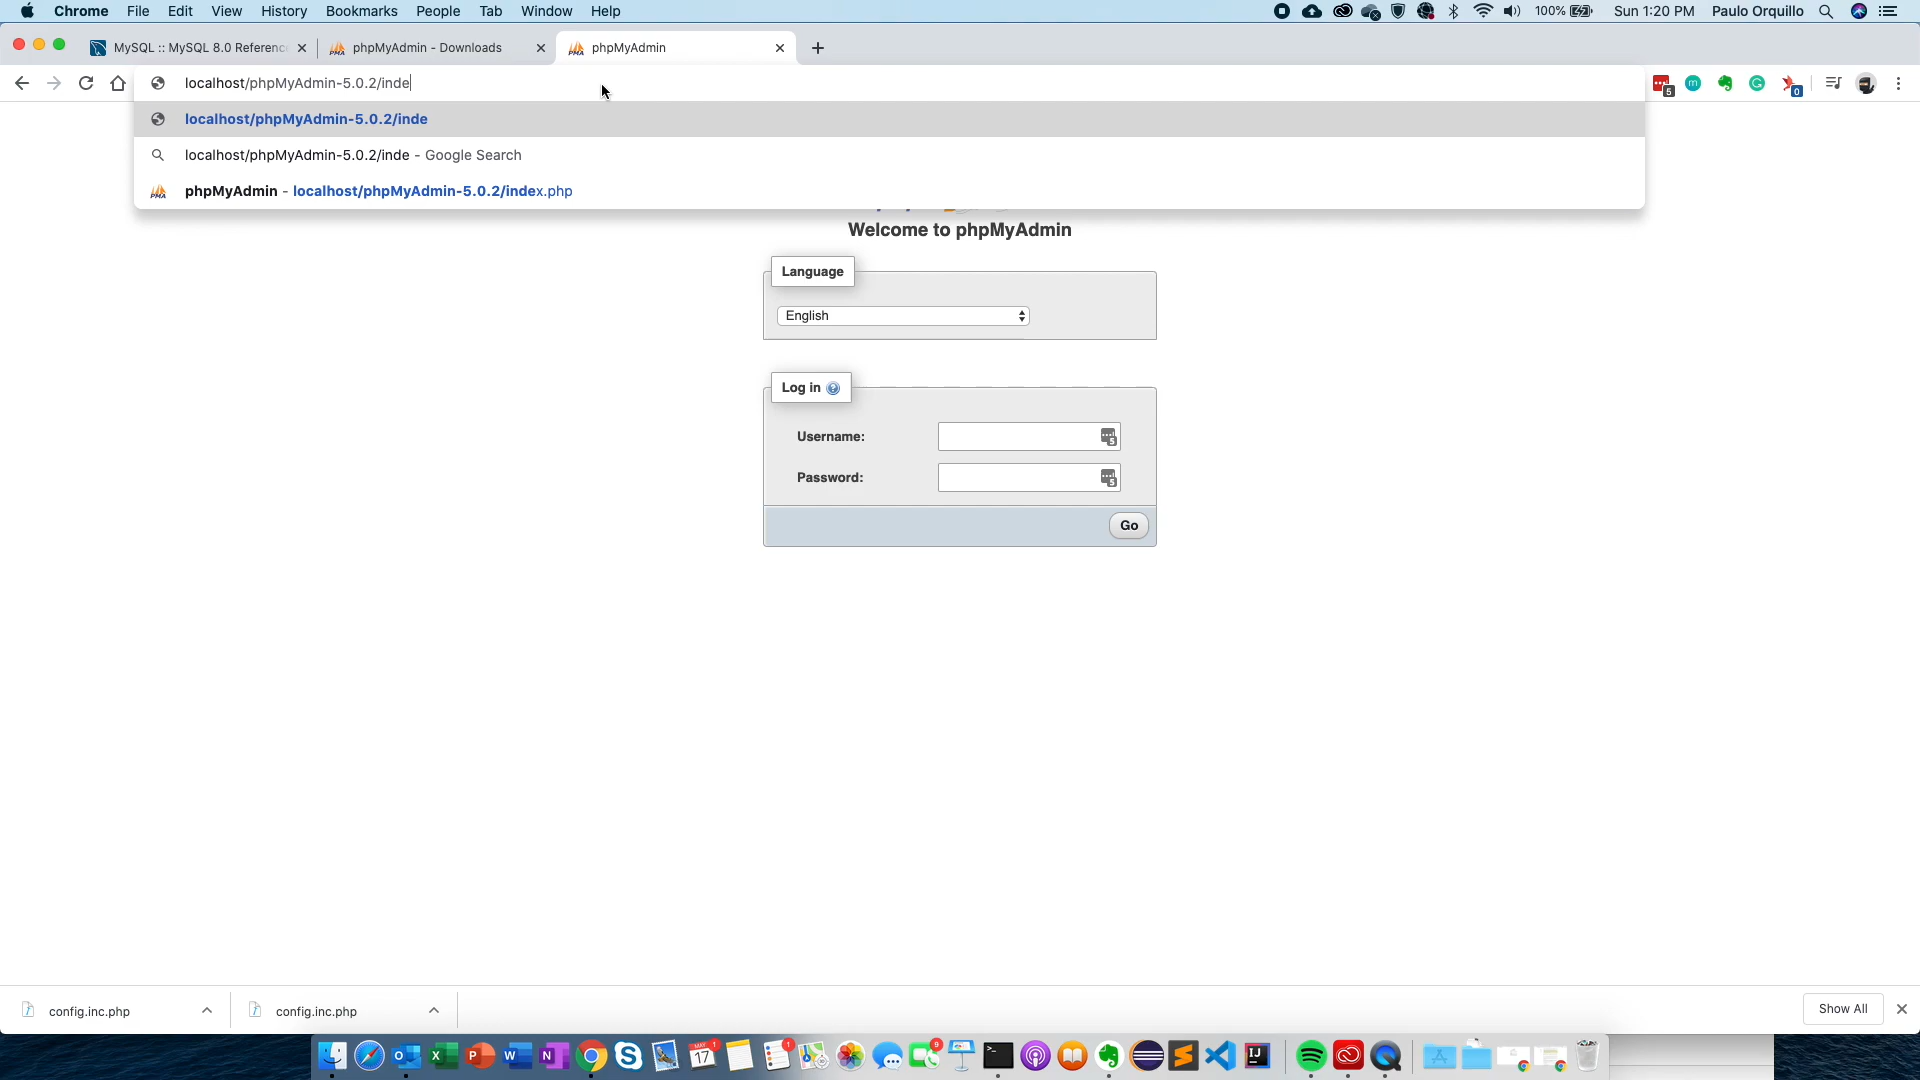 Chrome File Edit View History Bookmarks People Tab Window Help 100% Sun 1:20 PM Paulo Orquillo
MySQL :: MySQL 8.0 Reference phpMyAdmin - Downloads phpMyAdmin
localhost/phpMyAdmin-5.0.2/inde
localhost/phpMyAdmin-5.0.2/inde
localhost/phpMyAdmin-5.0.2/inde - Google Search
phpMyAdmin - localhost/phpMyAdmin-5.0.2/index.php
Welcome to phpMyAdmin
Language
English
Log in
Username:
Password:
Go
config.inc.php config.inc.php Show All